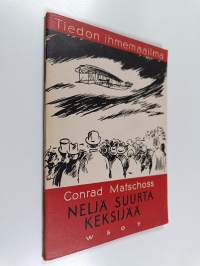 Tiedon ihmemaailma
Conrad Matschoss
NELJÄ SUURTA
KEKSIJÄÄ
WSOY